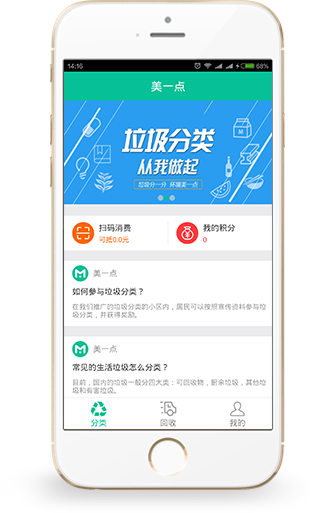 14:16
68%
美一点
垃圾分类
从我做起
垃圾分一分 环境美一点
扫码消费
可抵0.0元
我的积分
0
美一点
如何参与垃圾分类？
在我们推广的垃圾分类的小区内，居民可以按照宣传资料参与垃
圾分类，并获得奖励。
美一点
常见的生活垃圾怎么分类？
目前，国内的垃圾一般分四大类：可回收物，厨余垃圾，其他垃
圾和有害垃圾。
分类
回收
我的